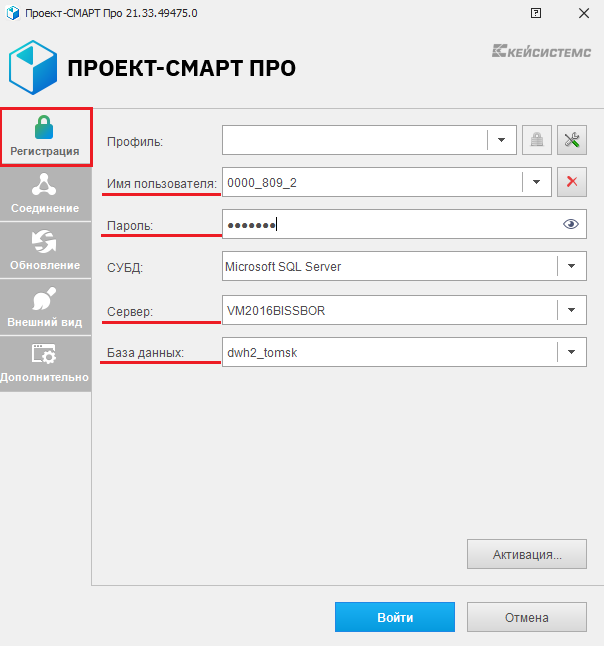 Проект-СМАРТ Про 21.33.49475.0
ПРОЕКТ-СМАРТ ПРО
КЕЙСИСТЕМС
Регистрация
Соединение
Обновление
Внешний вид
Дополнительно
Профиль:
Имя пользователя: 0000_809_2
Пароль: ●●●●●●●
СУБД: Microsoft SQL Server
Сервер: VM2016BISSBOR
База данных: dwh2_tomsk
Активация...
Войти
Отмена